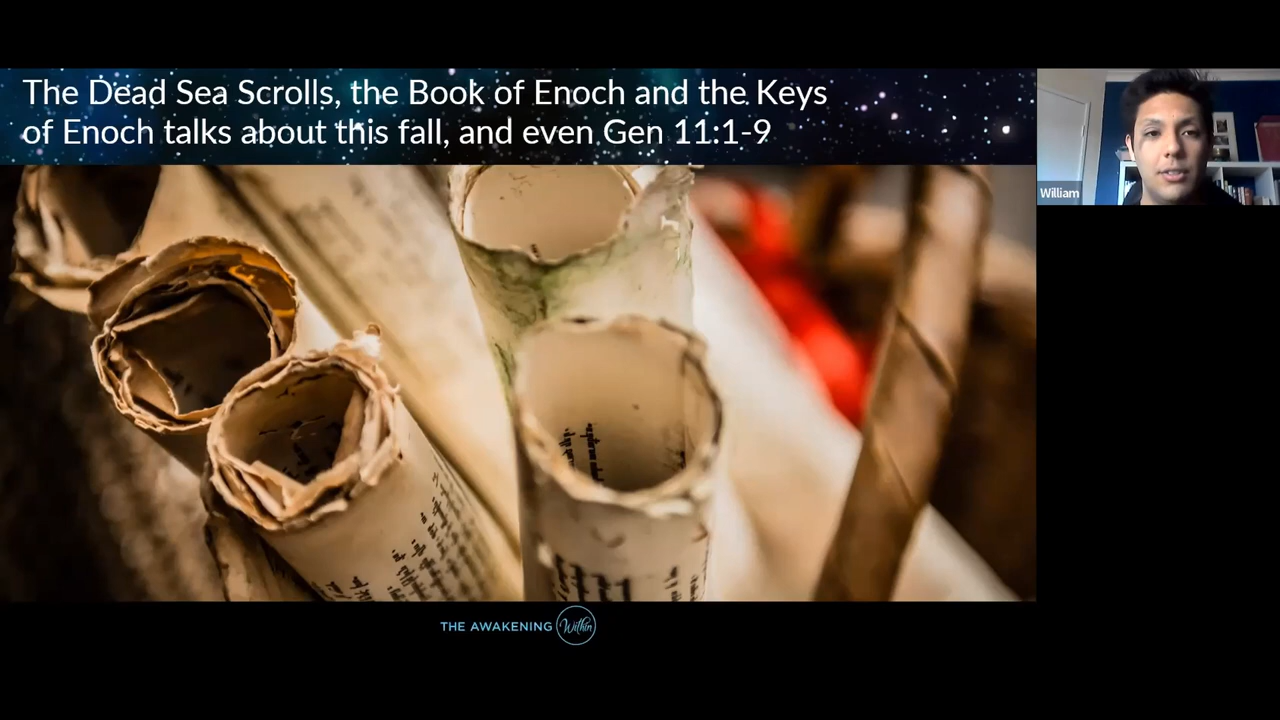 The Dead Sea Scrolls, the Book of Enoch and the Keys
of Enoch talks about this fall, and even Gen 11:1-9
William
THE AWAKENING Within